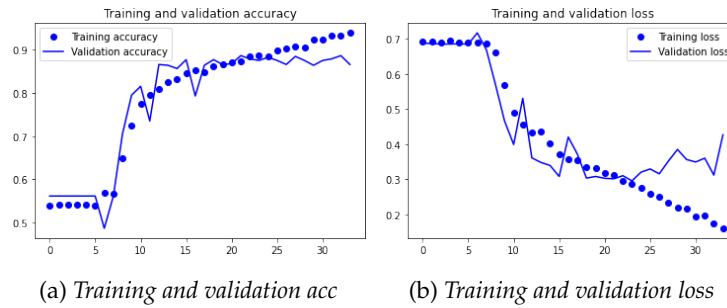 Training and validation accuracy
Training accuracy
Validation accuracy
0.9
0.8
0.7
0.6
0.5
0 5 10 15 20 25 30
(a) Training and validation acc
Training and validation loss
Training loss
Validation loss
0.7
0.6
0.5
0.4
0.3
0.2
0 5 10 15 20 25 30
(b) Training and validation loss